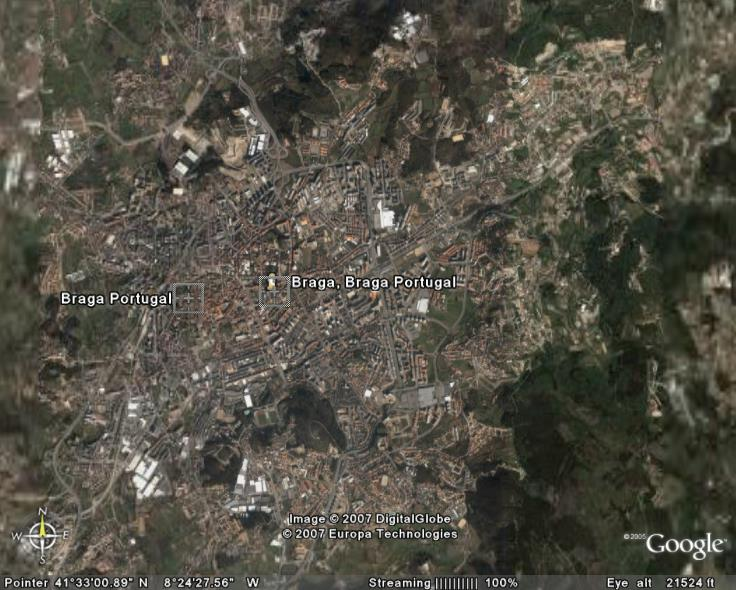 Braga, Braga Portugal
Braga Portugal
N
W E
S
Image © 2007 DigitalGlobe
© 2007 Europa Technologies
©2005 Google™
Pointer 41°33'00.89" N 8°24'27.56" W Streaming |||||||||| 100% Eye alt 21524 ft